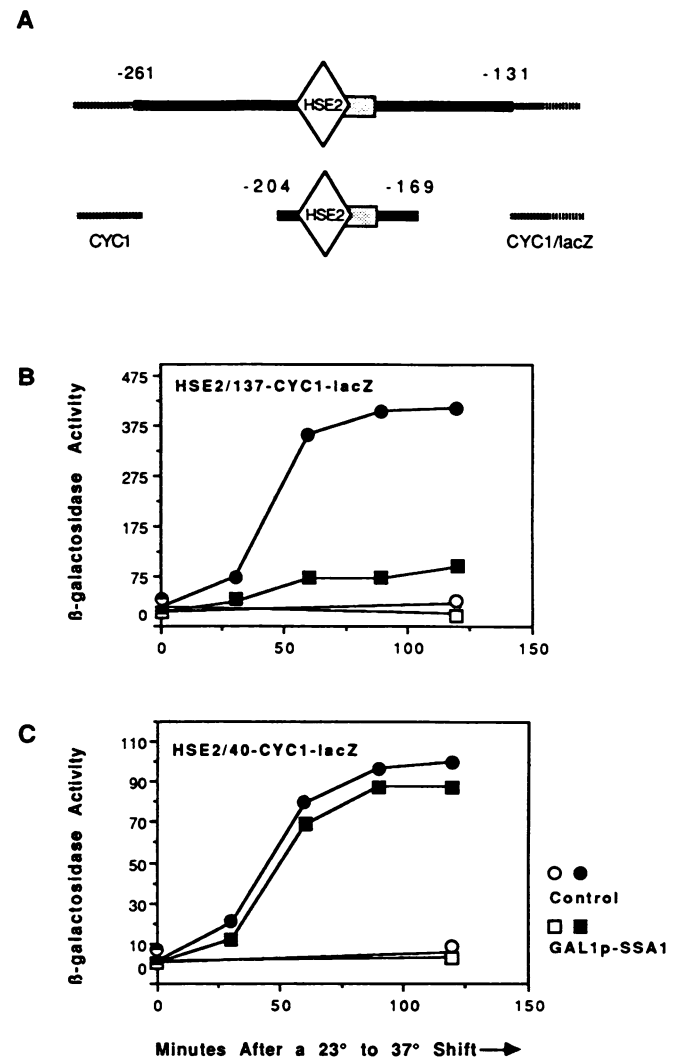 A
-261
-131
HSE2
-204
-169
HSE2
CYC1
CYC1/lacZ
B
HSE2/137-CYC1-lacZ
ß-galactosidase Activity
475
375
275
175
75
0
0 50 100 150
C
HSE2/40-CYC1-lacZ
ß-galactosidase Activity
110
90
70
50
30
10
0
0 50 100 150
Control
GAL1p-SSA1
Minutes After a 23° to 37° Shift